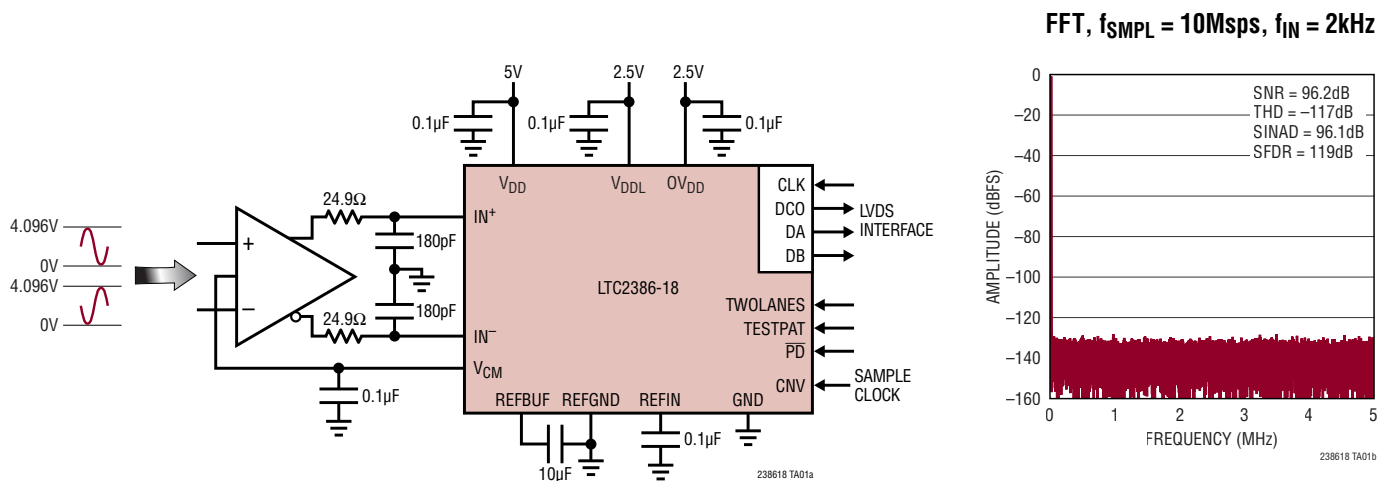 FFT, fSMPL = 10Msps, fIN = 2kHz
5V
2.5V
2.5V
0.1µF
0.1µF
0.1µF
VDD
VDDL
OVDD
4.096V
0V
4.096V
0V
+
–
24.9Ω
24.9Ω
180pF
180pF
IN+
IN–
VCM
0.1µF
LTC2386-18
CLK
DCO
DA
DB
LVDS
INTERFACE
TWOLANES
TESTPAT
PD
CNV
SAMPLE
CLOCK
REFBUF
REFGND
REFIN
GND
10µF
0.1µF
238618 TA01a
SNR = 96.2dB
THD = –117dB
SINAD = 96.1dB
SFDR = 119dB
AMPLITUDE (dBFS)
0
–20
–40
–60
–80
–100
–120
–140
–160
0
1
2
3
4
5
FREQUENCY (MHz)
238618 TA01b